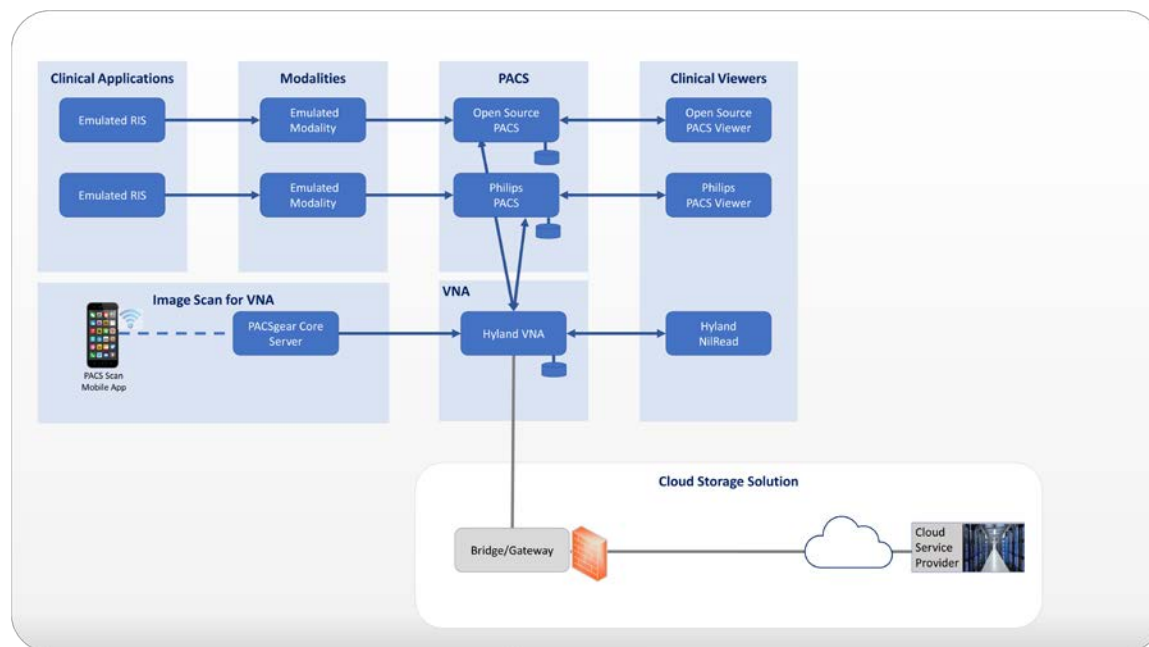 Clinical Applications
Modalities
PACS
Clinical Viewers
Emulated RIS
Emulated
Modality
Open Source
PACS
Open Source
PACS Viewer
Emulated RIS
Emulated
Modality
Philips
PACS
Philips
PACS Viewer
Image Scan for VNA
VNA
PACSgear Core
Server
Hyland VNA
Hyland
NilRead
PACS Scan
Mobile App
Cloud Storage Solution
Bridge/Gateway
Cloud
Service
Provider